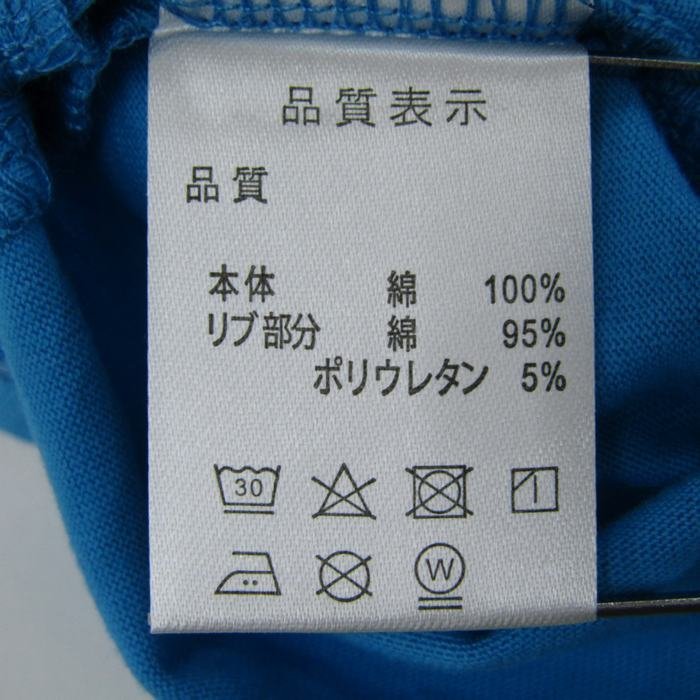 品質表示
品質
本体 綿 100%
リブ部分 綿 95%
ポリウレタン 5%
30
W